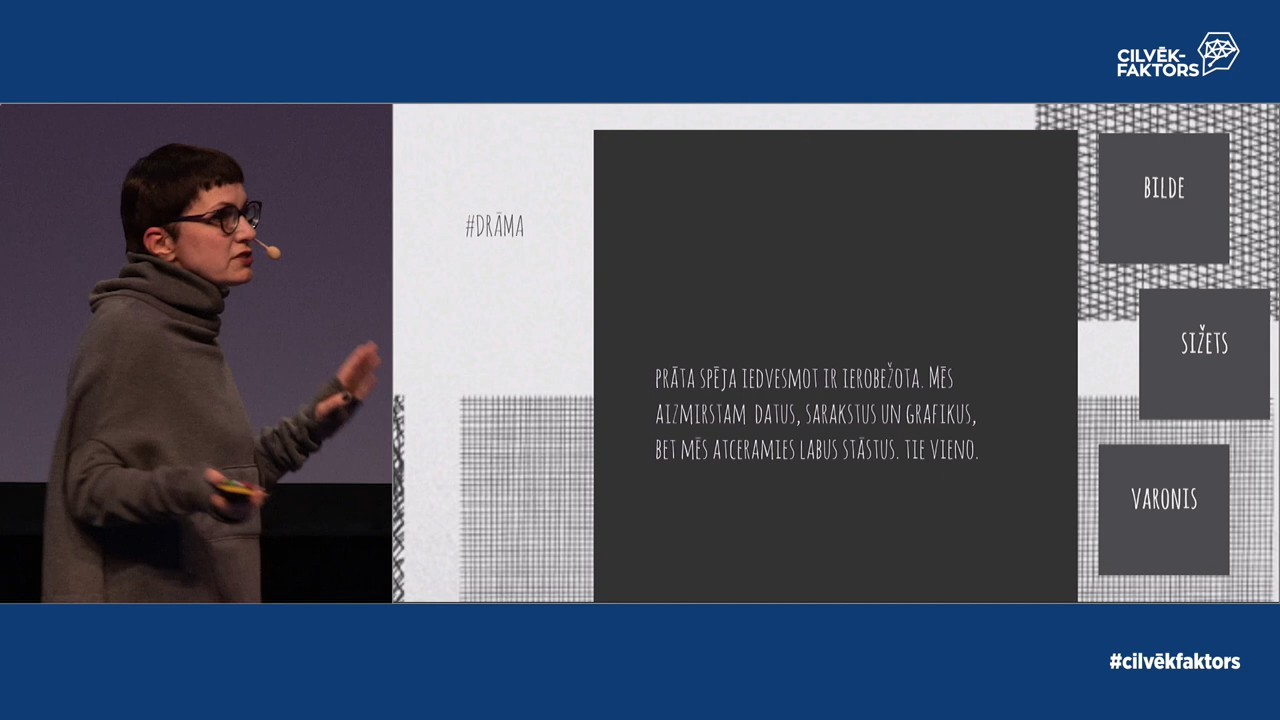 CILVĒK-
FAKTORS
#DRĀMA
PRĀTA SPĒJA IEDVESMOT IR IEROBEŽOTA. MĒS
AIZMIRSTAM DATUS, SARAKSTUS UN GRAFIKUS,
BET MĒS ATCERAMIES LABUS STĀSTUS. TIE VIENO.
BILDE
SIŽETS
VARONIS
#cilvēkfaktors